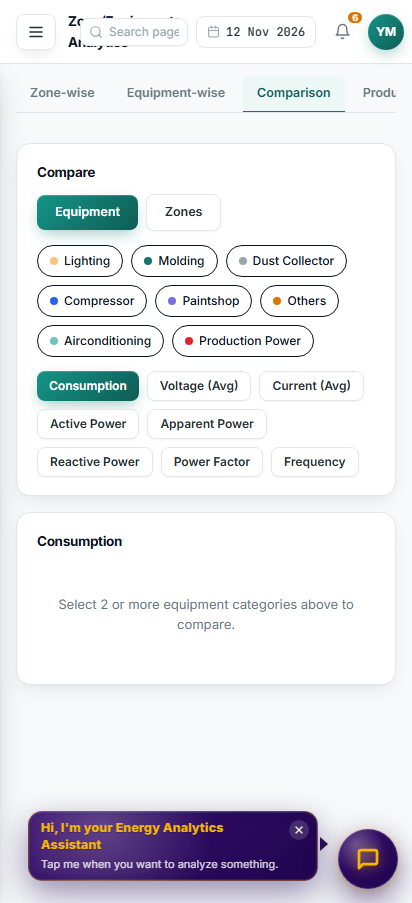 Search page
12 Nov 2026
6
YM
Zone-wise
Equipment-wise
Comparison
Produ
Compare
Equipment
Zones
Lighting
Molding
Dust Collector
Compressor
Paintshop
Others
Airconditioning
Production Power
Consumption
Voltage (Avg)
Current (Avg)
Active Power
Apparent Power
Reactive Power
Power Factor
Frequency
Consumption
Select 2 or more equipment categories above to
compare.
Hi, I'm your Energy Analytics
Assistant
Tap me when you want to analyze something.